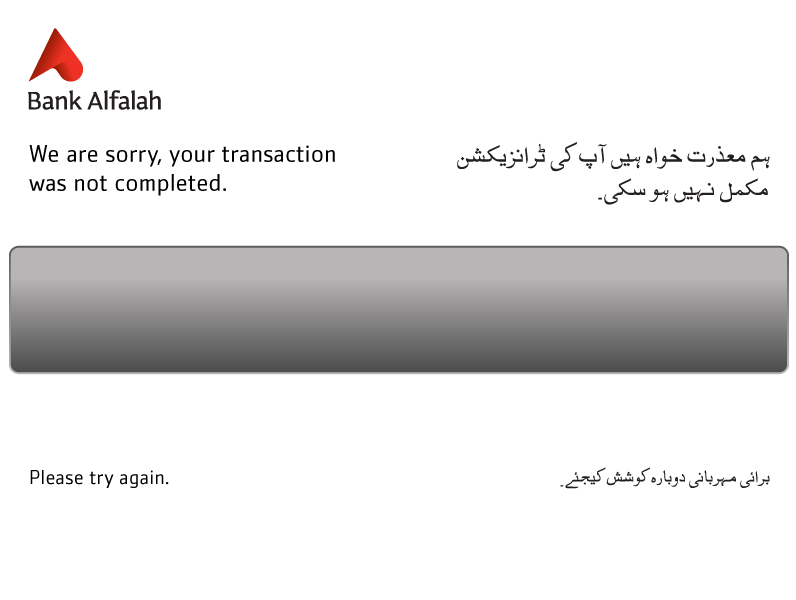 Bank Alfalah
We are sorry, your transaction
was not completed.
ہم معذرت خواہ ہیں آپ کی ٹرانزیکشن
مکمل نہیں ہو سکی۔
Please try again.
برائی مہربانی دوبارہ کوشش کیجئے۔